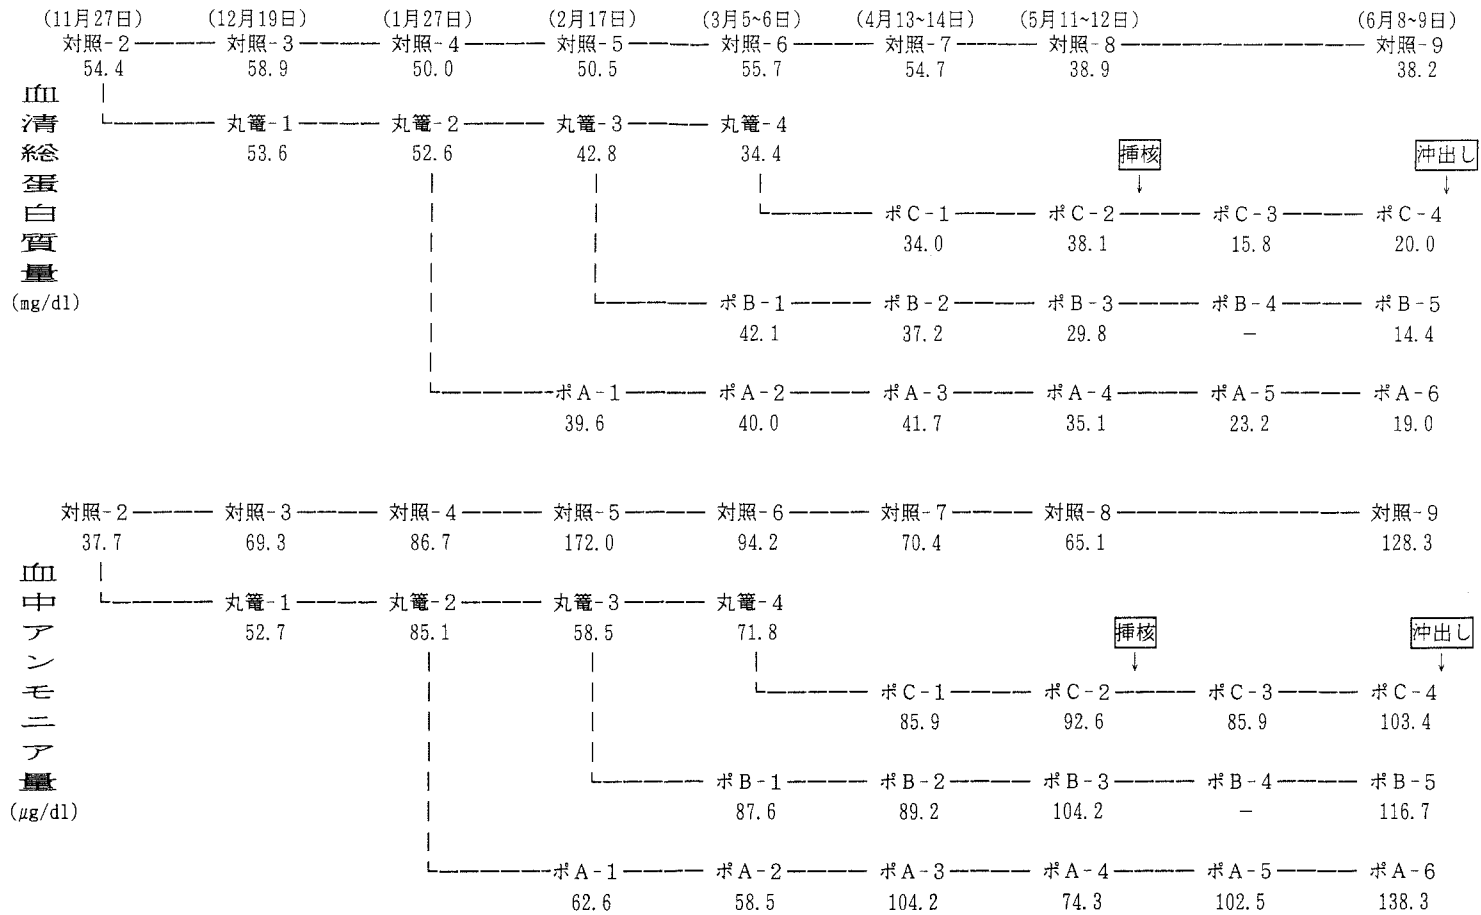 (11月27日) (12月19日) (1月27日) (2月17日) (3月5~6日) (4月13~14日) (5月11~12日) (6月8~9日)
対照-2 対照-3 対照-4 対照-5 対照-6 対照-7 対照-8 対照-9
54.4 58.9 50.0 50.5 55.7 54.7 38.9 38.2
血清総蛋白質量
(mg/dl)
丸篭-1 丸篭-2 丸篭-3 丸篭-4
53.6 52.6 42.8 34.4
挿核 沖出し
ポC-1 ポC-2 ポC-3 ポC-4
34.0 38.1 15.8 20.0
ポB-1 ポB-2 ポB-3 ポB-4 ポB-5
42.1 37.2 29.8 — 14.4
ポA-1 ポA-2 ポA-3 ポA-4 ポA-5 ポA-6
39.6 40.0 41.7 35.1 23.2 19.0
対照-2 対照-3 対照-4 対照-5 対照-6 対照-7 対照-8 対照-9
37.7 69.3 86.7 172.0 94.2 70.4 65.1 128.3
血中アンモニア量
(μg/dl)
丸篭-1 丸篭-2 丸篭-3 丸篭-4
52.7 85.1 58.5 71.8
挿核 沖出し
ポC-1 ポC-2 ポC-3 ポC-4
85.9 92.6 85.9 103.4
ポB-1 ポB-2 ポB-3 ポB-4 ポB-5
87.6 89.2 104.2 — 116.7
ポA-1 ポA-2 ポA-3 ポA-4 ポA-5 ポA-6
62.6 58.5 104.2 74.3 102.5 138.3